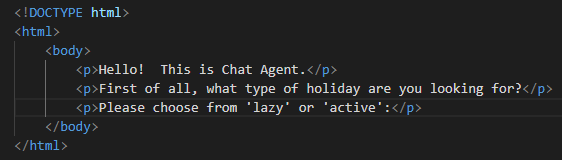 <!DOCTYPE html>
<html>
    <body>
        <p>Hello!  This is Chat Agent.</p>
        <p>First of all, what type of holiday are you looking for?</p>
        <p>Please choose from 'lazy' or 'active':</p>
    </body>
</html>